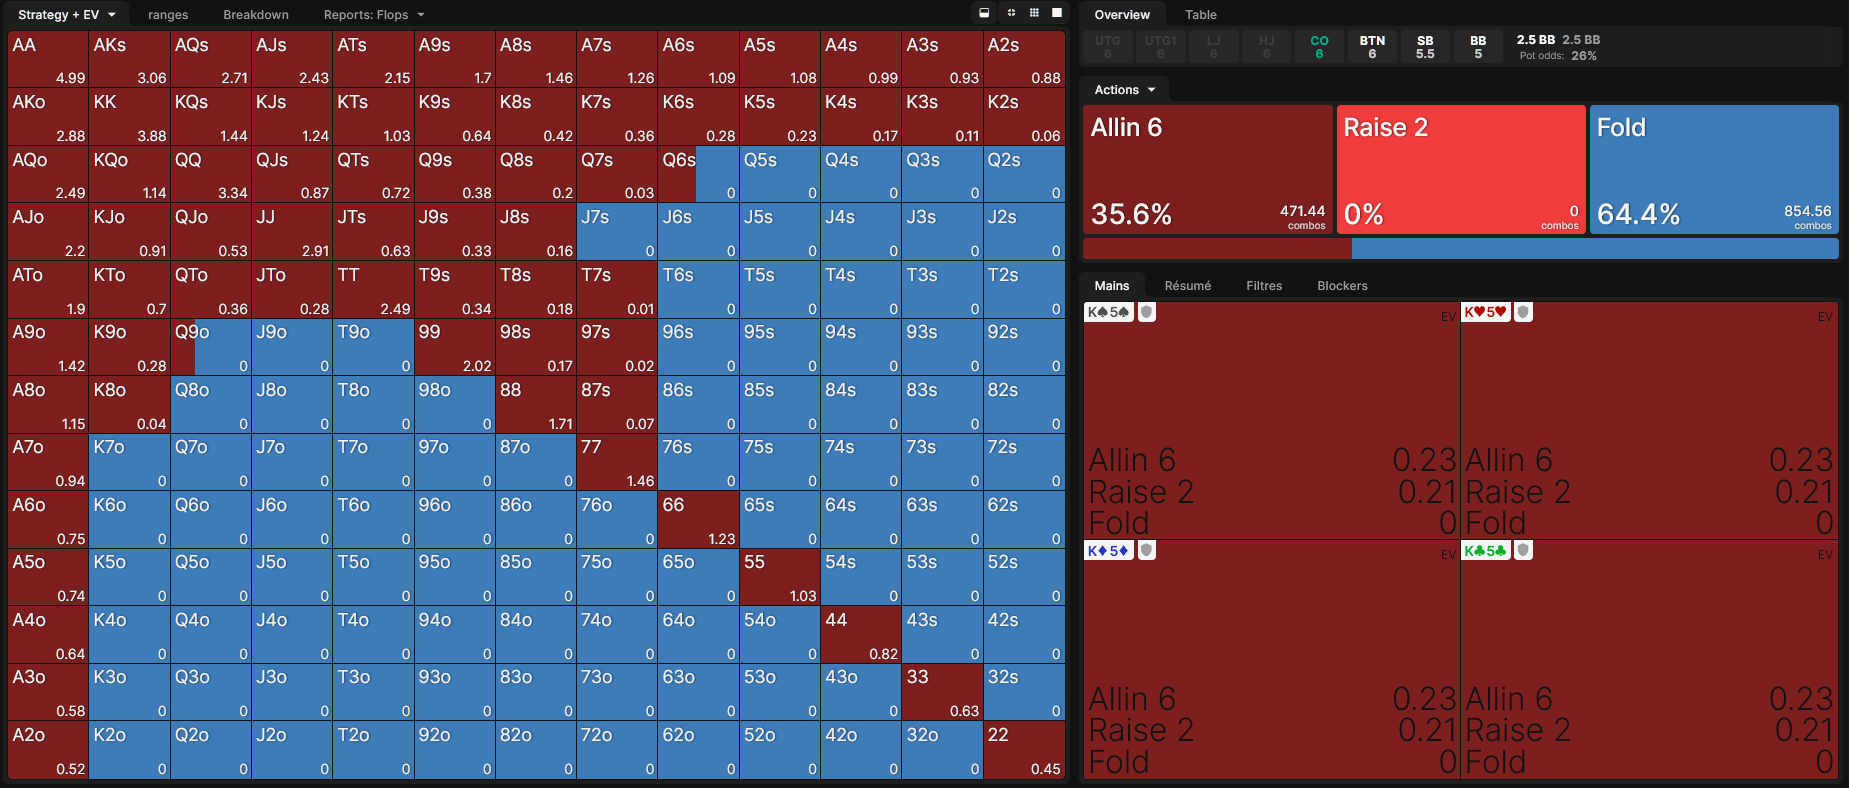 Strategy + EV ranges Breakdown Reports: Flops
AA AKs AQs AJs ATs A9s A8s A7s A6s A5s A4s A3s A2s
4.99 3.06 2.71 2.43 2.15 1.7 1.46 1.26 1.09 1.08 0.99 0.93 0.88
AKo KK KQs KJs KTs K9s K8s K7s K6s K5s K4s K3s K2s
2.88 3.88 1.44 1.24 1.03 0.64 0.42 0.36 0.28 0.23 0.17 0.11 0.06
AQo KQo QQ QJs QTs Q9s Q8s Q7s Q6s Q5s Q4s Q3s Q2s
2.49 1.14 3.34 0.87 0.72 0.38 0.2 0.03 0 0 0 0 0
AJo KJo QJo JJ JTs J9s J8s J7s J6s J5s J4s J3s J2s
2.2 0.91 0.53 2.91 0.63 0.33 0.16 0 0 0 0 0 0
ATo KTo QTo JTo TT T9s T8s T7s T6s T5s T4s T3s T2s
1.9 0.7 0.36 0.28 2.49 0.34 0.18 0.01 0 0 0 0 0
A9o K9o Q9o J9o T9o 99 98s 97s 96s 95s 94s 93s 92s
1.42 0.28 0 0 0 2.02 0.17 0.02 0 0 0 0 0
A8o K8o Q8o J8o T8o 98o 88 87s 86s 85s 84s 83s 82s
1.15 0.04 0 0 0 0 1.71 0.07 0 0 0 0 0
A7o K7o Q7o J7o T7o 97o 87o 77 76s 75s 74s 73s 72s
0.94 0 0 0 0 0 0 1.46 0 0 0 0 0
A6o K6o Q6o J6o T6o 96o 86o 76o 66 65s 64s 63s 62s
0.75 0 0 0 0 0 0 0 1.23 0 0 0 0
A5o K5o Q5o J5o T5o 95o 85o 75o 65o 55 54s 53s 52s
0.74 0 0 0 0 0 0 0 0 1.03 0 0 0
A4o K4o Q4o J4o T4o 94o 84o 74o 64o 54o 44 43s 42s
0.64 0 0 0 0 0 0 0 0 0 0.82 0 0
A3o K3o Q3o J3o T3o 93o 83o 73o 63o 53o 43o 33 32s
0.58 0 0 0 0 0 0 0 0 0 0 0.63 0
A2o K2o Q2o J2o T2o 92o 82o 72o 62o 52o 42o 32o 22
0.52 0 0 0 0 0 0 0 0 0 0 0 0.45
Overview Table
UTG UTG1 LJ HJ CO BTN SB BB 2.5 BB 2.5 BB
6 6 6 6 6 6 5.5 5 Pot odds: 26%
Actions
Allin 6 Raise 2 Fold
35.6% 471.44 0% 0 64.4% 854.56
combos combos combos
Mains Résumé Filtres Blockers
K♠5♠ EV K♥5♥ EV
Allin 6 0.23 Allin 6 0.23
Raise 2 0.21 Raise 2 0.21
Fold 0 Fold 0
K♦5♦ EV K♣5♣ EV
Allin 6 0.23 Allin 6 0.23
Raise 2 0.21 Raise 2 0.21
Fold 0 Fold 0